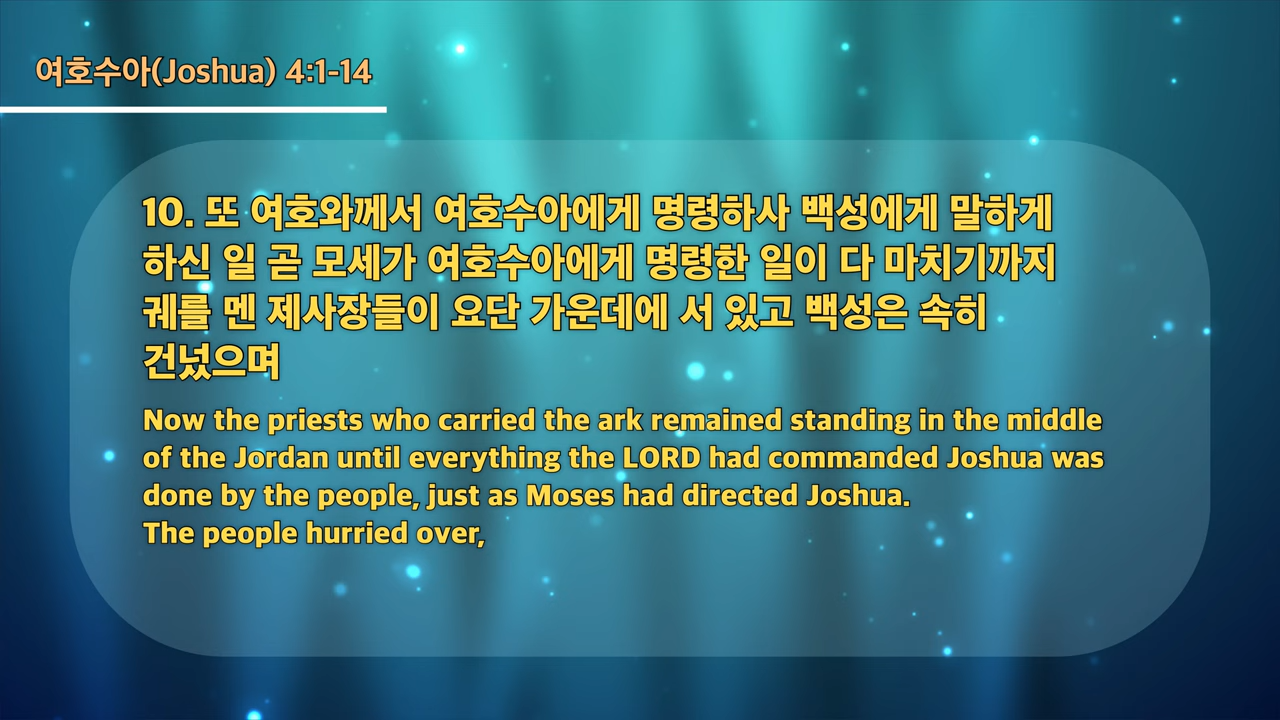 여호수아(Joshua) 4:1-14
10. 또 여호와께서 여호수아에게 명령하사 백성에게 말하게
하신 일 곧 모세가 여호수아에게 명령한 일이 다 마치기까지
궤를 멘 제사장들이 요단 가운데에 서 있고 백성은 속히
건넜으며
Now the priests who carried the ark remained standing in the middle
of the Jordan until everything the LORD had commanded Joshua was
done by the people, just as Moses had directed Joshua.
The people hurried over,